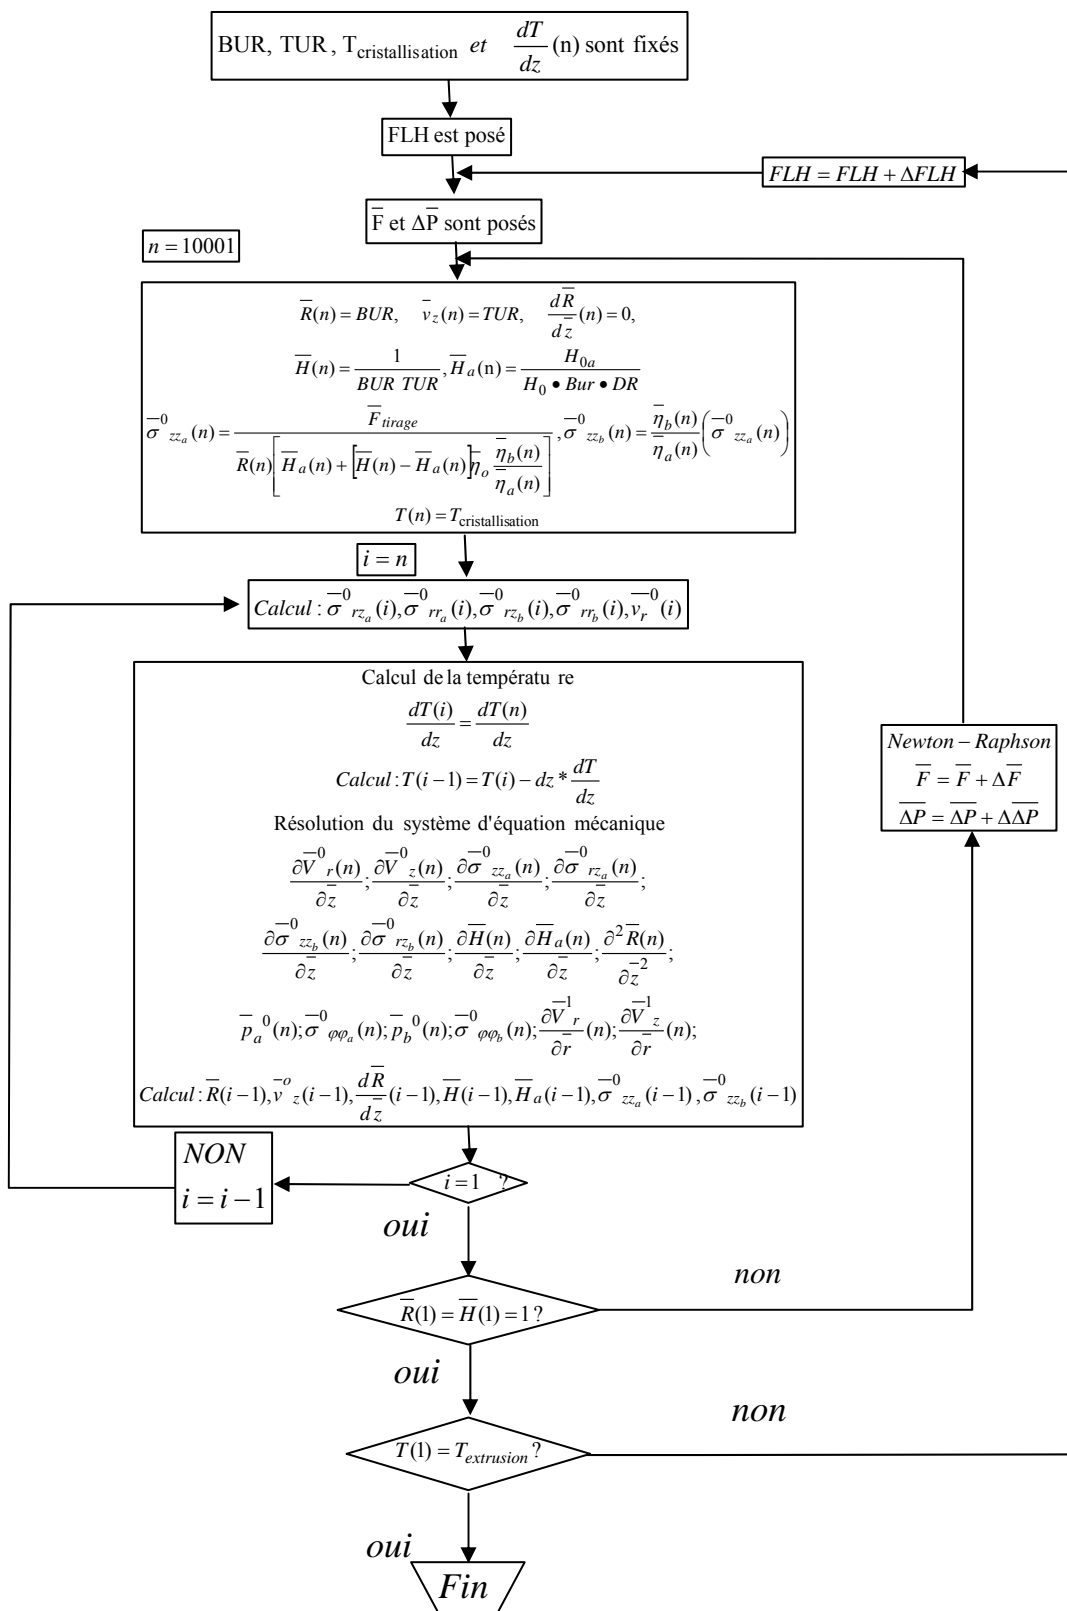 BUR, TUR, T_cristallisation et dT/dz (n) sont fixés
FLH est posé
FLH = FLH + ΔFLH
F̅ et ΔP̅ sont posés
n = 10001
R̅(n) = BUR, v̅_z(n) = TUR, dR̅/dz̅ (n) = 0,
H̅(n) = 1/(BUR TUR), H̅_a(n) = H_0a/(H_0 • Bur • DR)
σ̅⁰_zz_a(n) = F̅_tirage / (R̅(n)[H̅_a(n) + [H̅(n) − H̅_a(n)]η̅_o η̅_b(n)/η̅_a(n)]), σ̅⁰_zz_b(n) = η̅_b(n)/η̅_a(n) (σ̅⁰_zz_a(n))
T(n) = T_cristallisation
i = n
Calcul : σ̅⁰_rz_a(i), σ̅⁰_rr_a(i), σ̅⁰_rz_b(i), σ̅⁰_rr_b(i), v̅_r⁰(i)
Calcul de la températu re
dT(i)/dz = dT(n)/dz
Calcul : T(i−1) = T(i) − dz * dT/dz
Résolution du système d'équation mécanique
∂V̅⁰_r(n)/∂z̅; ∂V̅⁰_z(n)/∂z̅; ∂σ̅⁰_zz_a(n)/∂z̅; ∂σ̅⁰_rz_a(n)/∂z̅;
∂σ̅⁰_zz_b(n)/∂z̅; ∂σ̅⁰_rz_b(n)/∂z̅; ∂H̅(n)/∂z̅; ∂H̅_a(n)/∂z̅; ∂²R̅(n)/∂z̅²;
p̅_a⁰(n); σ̅⁰_φφ_a(n); p̅_b⁰(n); σ̅⁰_φφ_b(n); ∂V̅¹_r/∂r̅ (n); ∂V̅¹_z/∂r̅ (n);
Calcul : R̅(i−1), v̅º_z(i−1), dR̅/dz̅ (i−1), H̅(i−1), H̅_a(i−1), σ̅⁰_zz_a(i−1), σ̅⁰_zz_b(i−1)
Newton − Raphson
F̅ = F̅ + ΔF̅
ΔP̅ = ΔP̅ + ΔΔP̅
NON
i = i − 1
i = 1 ?
oui
R̅(1) = H̅(1) = 1 ?
non
oui
T(1) = T_extrusion ?
non
oui
Fin